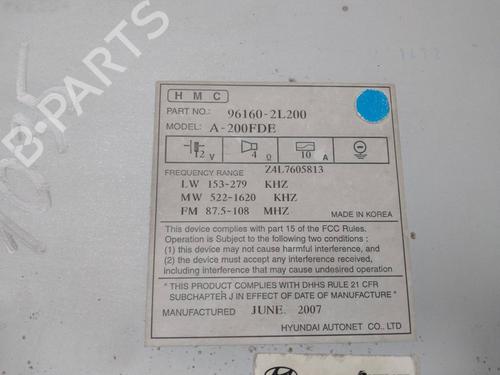 B-PARTS
H M C
PART NO.: 96160-2L200
MODEL: A-200FDE
12 V 4 Ω 10 A
FREQUENCY RANGE Z4L7605813
LW 153-279 KHZ
MW 522-1620 KHZ
FM 87.5-108 MHZ
MADE IN KOREA
This device complies with part 15 of the FCC Rules.
Operation is Subject to the following two conditions ;
(1) this device may not cause harmful interference, and
(2) the device must accept any interference received,
including interference that may cause undesired operation
" THIS PRODUCT COMPLIES WITH DHHS RULE 21 CFR
SUBCHAPTER J IN EFFECT OF DATE OF MANUFACTURE "
MANUFACTURED JUNE. 2007
HYUNDAI AUTONET CO., LTD